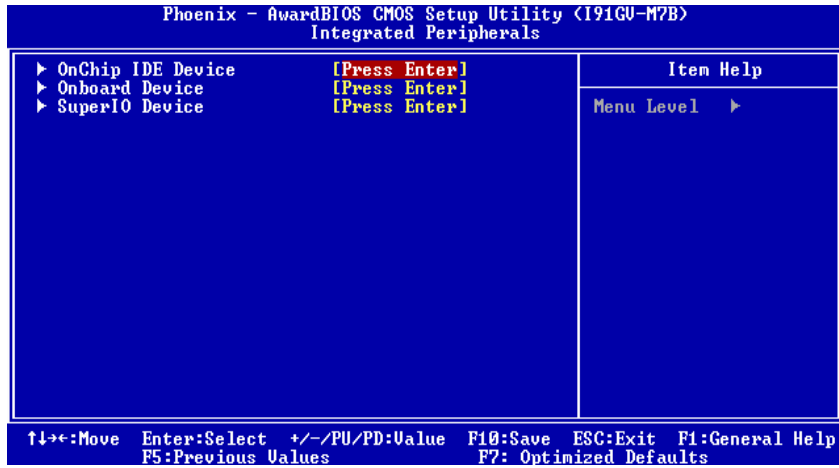 Phoenix - AwardBIOS CMOS Setup Utility (I91GV-M7B)
Integrated Peripherals
▶ OnChip IDE Device [Press Enter]
▶ Onboard Device [Press Enter]
▶ SuperIO Device [Press Enter]
Item Help
Menu Level ▶
↑↓→←:Move Enter:Select +/-/PU/PD:Value F10:Save ESC:Exit F1:General Help
F5:Previous Values F7: Optimized Defaults